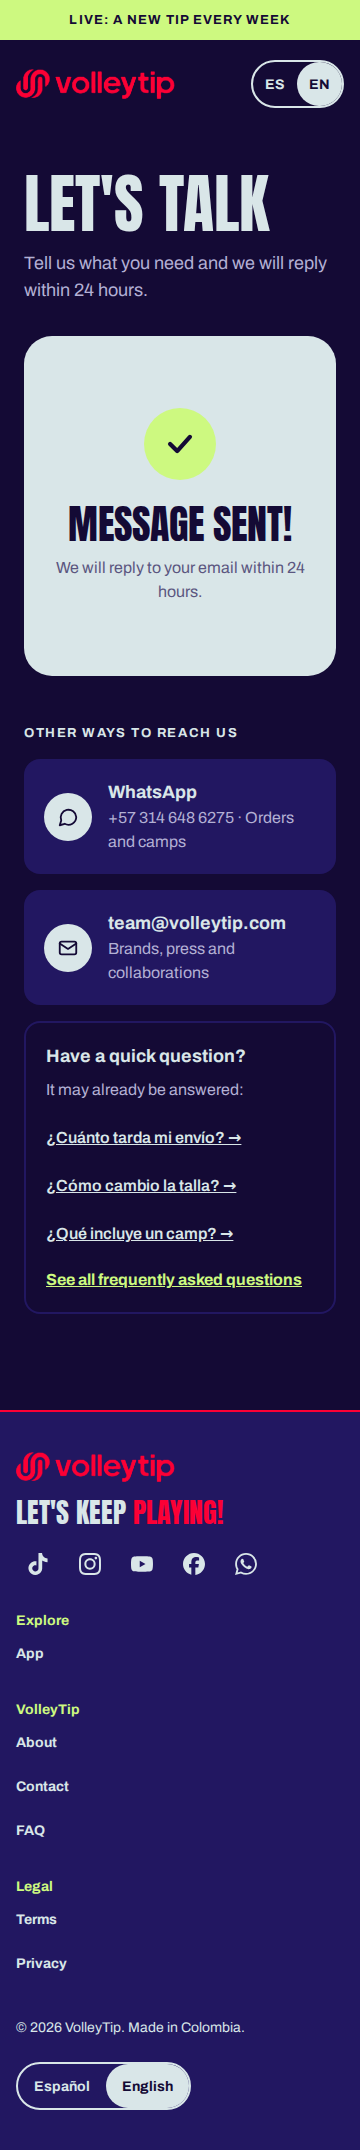 LIVE: A NEW TIP EVERY WEEK
volleytip
ES EN
LET'S TALK
Tell us what you need and we will reply
within 24 hours.
MESSAGE SENT!
We will reply to your email within 24
hours.
OTHER WAYS TO REACH US
WhatsApp
+57 314 648 6275 · Orders
and camps
team@volleytip.com
Brands, press and
collaborations
Have a quick question?
It may already be answered:
¿Cuánto tarda mi envío? →
¿Cómo cambio la talla? →
¿Qué incluye un camp? →
See all frequently asked questions
volleytip
LET'S KEEP PLAYING!
Explore
App
VolleyTip
About
Contact
FAQ
Legal
Terms
Privacy
© 2026 VolleyTip. Made in Colombia.
Español English